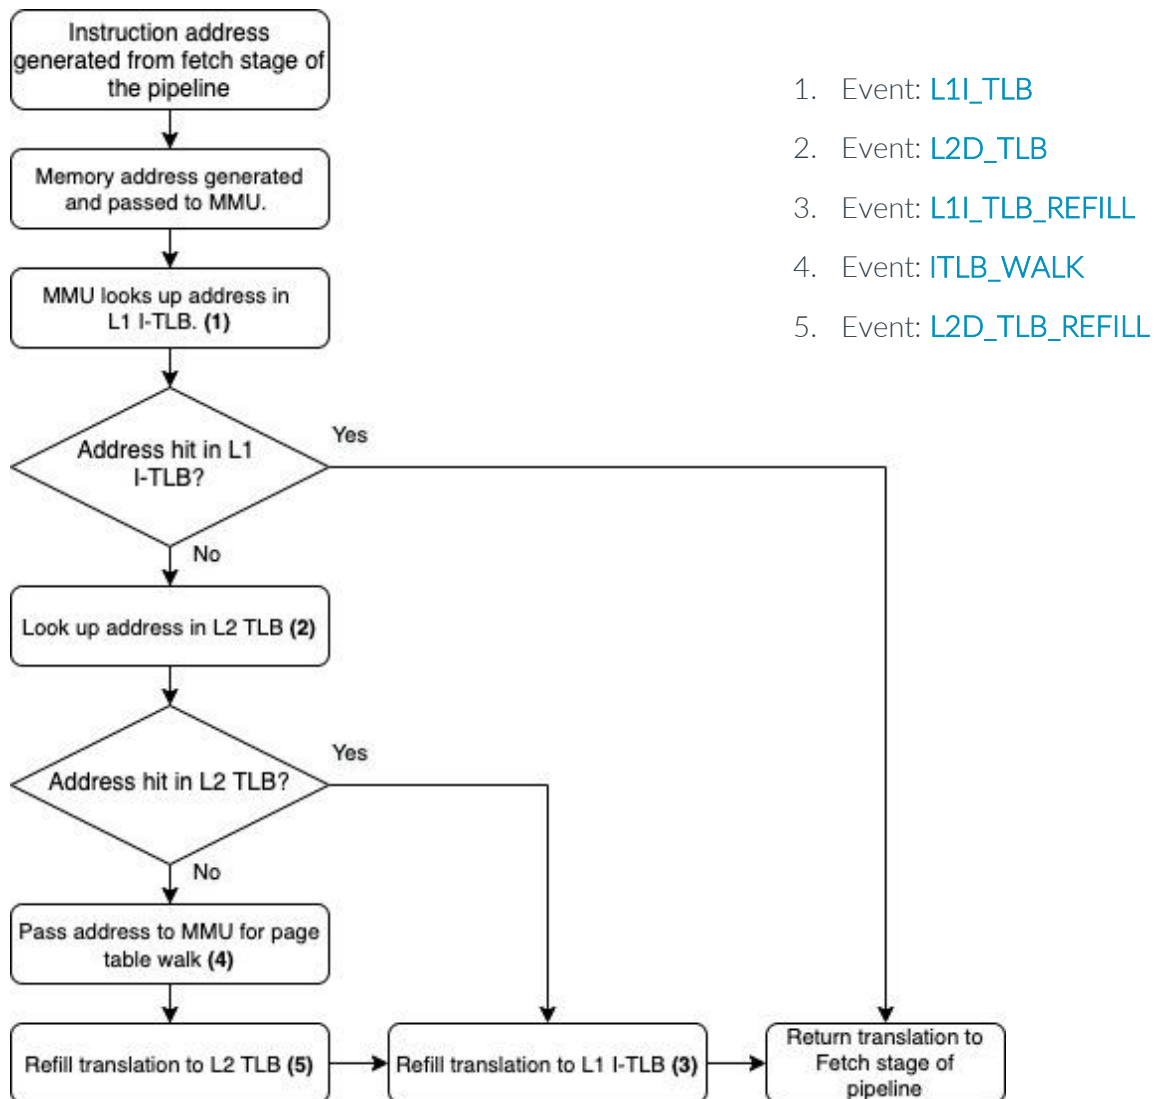 Instruction address
generated from fetch stage of
the pipeline
Memory address generated
and passed to MMU.
MMU looks up address in
L1 I-TLB. (1)
Address hit in L1
I-TLB?
Yes
No
Look up address in L2 TLB (2)
Address hit in L2 TLB?
Yes
No
Pass address to MMU for page
table walk (4)
Refill translation to L2 TLB (5)
Refill translation to L1 I-TLB (3)
Return translation to
Fetch stage of
pipeline
1. Event: L1I_TLB
2. Event: L2D_TLB
3. Event: L1I_TLB_REFILL
4. Event: ITLB_WALK
5. Event: L2D_TLB_REFILL